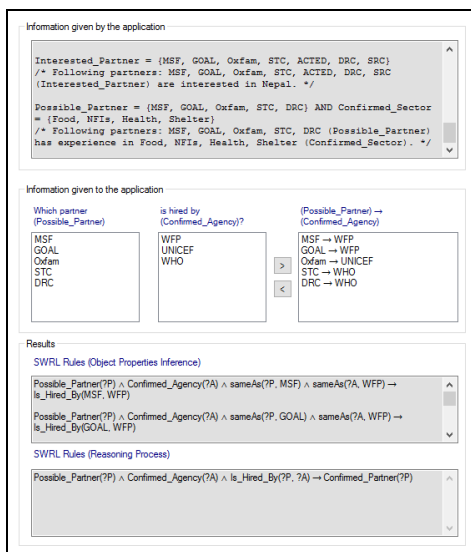 Information given by the application
Interested_Partner = {MSF, GOAL, Oxfam, STC, ACTED, DRC, SRC}
/* Following partners: MSF, GOAL, Oxfam, STC, ACTED, DRC, SRC
(Interested_Partner) are interested in Nepal. */
Possible_Partner = {MSF, GOAL, Oxfam, STC, DRC} AND Confirmed_Sector
= {Food, NFIs, Health, Shelter}
/* Following partners: MSF, GOAL, Oxfam, STC, DRC (Possible_Partner)
has experience in Food, NFIs, Health, Shelter (Confirmed_Sector). */
Information given to the application
Which partner
(Possible_Partner)
MSF
GOAL
Oxfam
STC
DRC
is hired by
(Confirmed_Agency)?
WFP
UNICEF
WHO
>
<
(Possible_Partner) →
(Confirmed_Agency)
MSF → WFP
GOAL → WFP
Oxfam → UNICEF
STC → WHO
DRC → WHO
Results
SWRL Rules (Object Properties Inference)
Possible_Partner(?P) ∧ Confirmed_Agency(?A) ∧ sameAs(?P, MSF) ∧ sameAs(?A, WFP) →
Is_Hired_By(MSF, WFP)
Possible_Partner(?P) ∧ Confirmed_Agency(?A) ∧ sameAs(?P, GOAL) ∧ sameAs(?A, WFP) →
Is_Hired_By(GOAL, WFP)
SWRL Rules (Reasoning Process)
Possible_Partner(?P) ∧ Confirmed_Agency(?A) ∧ Is_Hired_By(?P, ?A) → Confirmed_Partner(?P)